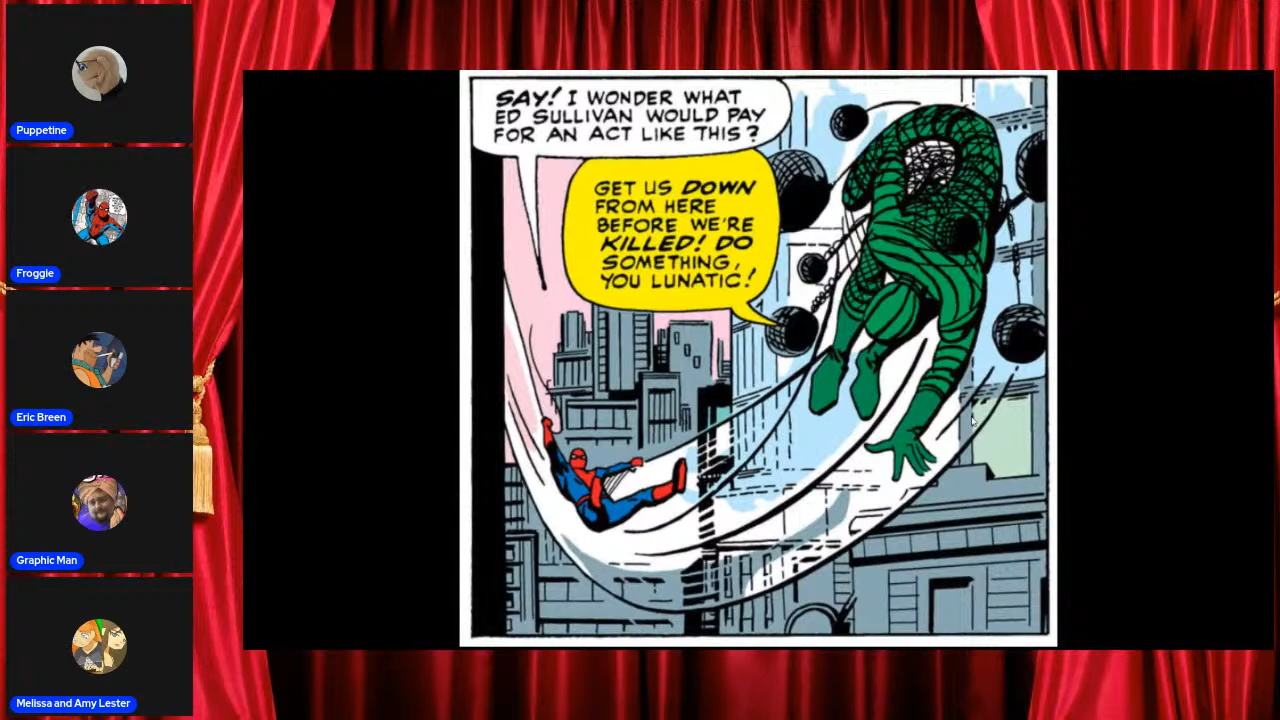 Puppetine
Froggie
Eric Breen
Graphic Man
Melissa and Amy Lester
SAY! I WONDER WHAT
ED SULLIVAN WOULD PAY
FOR AN ACT LIKE THIS?
GET US DOWN
FROM HERE
BEFORE WE'RE
KILLED! DO
SOMETHING,
YOU LUNATIC!